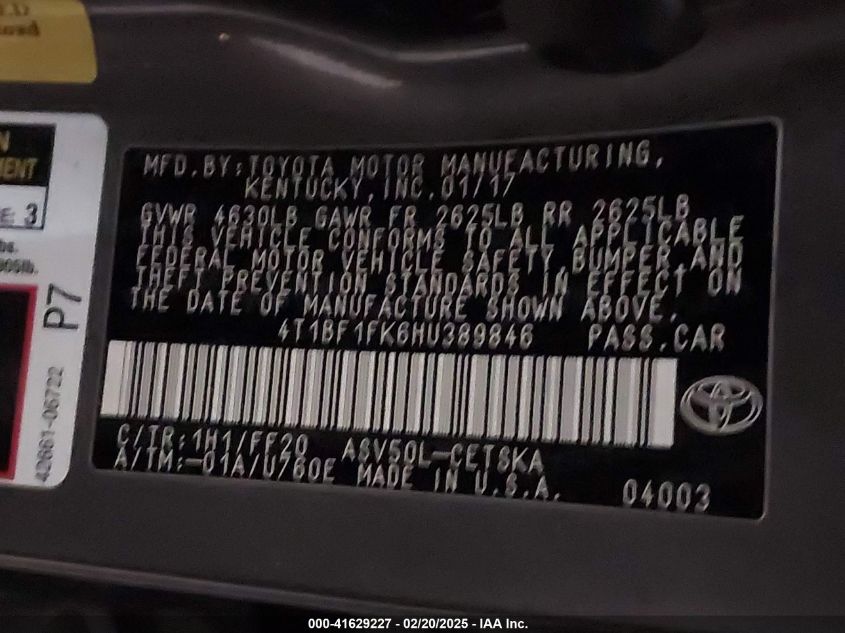 MFD.BY:TOYOTA MOTOR MANUFACTURING,
KENTUCKY,INC.01/17
GVWR 4630LB GAWR FR 2625LB RR 2625LB
THIS VEHICLE CONFORMS TO ALL APPLICABLE
FEDERAL MOTOR VEHICLE SAFETY BUMPER AND
THEFT PREVENTION STANDARDS IN EFFECT ON
THE DATE OF MANUFACTURE SHOWN ABOVE.
4T1BF1FK6HU389846 PASS.CAR
C/TR:1H1/FF20 ASV50L-CETSKA
A/TM:-01A/U760E MADE IN U.S.A. 04003
3
P7
42661-06722
000-41629227 - 02/20/2025 - IAA Inc.